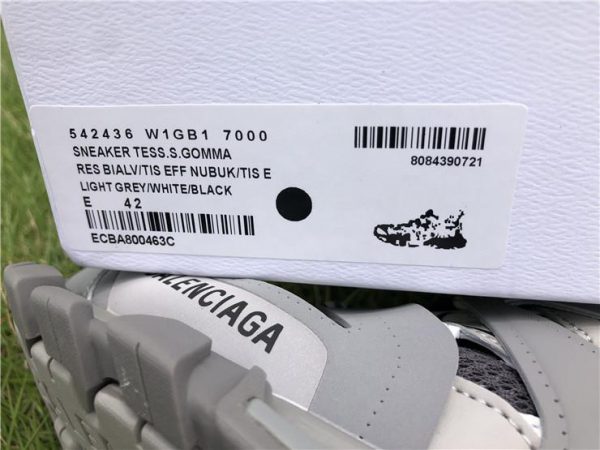 542436 W1GB1 7000
SNEAKER TESS.S.GOMMA
RES BIALV/TIS EFF NUBUK/TIS E
LIGHT GREY/WHITE/BLACK
E 42
ECBA800463C
8084390721
BALENCIAGA